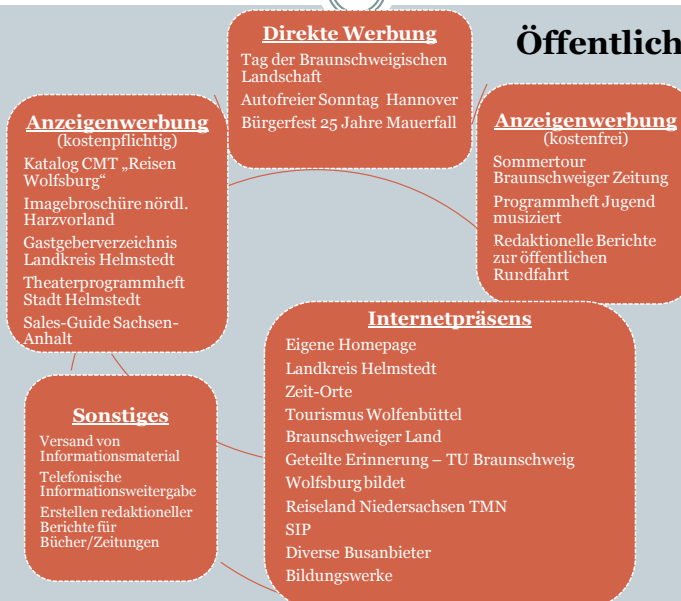 Öffentlich
Direkte Werbung
Tag der Braunschweigischen
Landschaft
Autofreier Sonntag Hannover
Bürgerfest 25 Jahre Mauerfall
Anzeigenwerbung
(kostenpflichtig)
Katalog CMT „Reisen
Wolfsburg“
Imagebroschüre nördl.
Harzvorland
Gastgeberverzeichnis
Landkreis Helmstedt
Theaterprogrammheft
Stadt Helmstedt
Sales-Guide Sachsen-
Anhalt
Anzeigenwerbung
(kostenfrei)
Sommertour
Braunschweiger Zeitung
Programmheft Jugend
musiziert
Redaktionelle Berichte
zur öffentlichen
Rundfahrt
Internetpräsens
Eigene Homepage
Landkreis Helmstedt
Zeit-Orte
Tourismus Wolfenbüttel
Braunschweiger Land
Geteilte Erinnerung – TU Braunschweig
Wolfsburg bildet
Reiseland Niedersachsen TMN
SIP
Diverse Busanbieter
Bildungswerke
Sonstiges
Versand von
Informationsmaterial
Telefonische
Informationsweitergabe
Erstellen redaktioneller
Berichte für
Bücher/Zeitungen